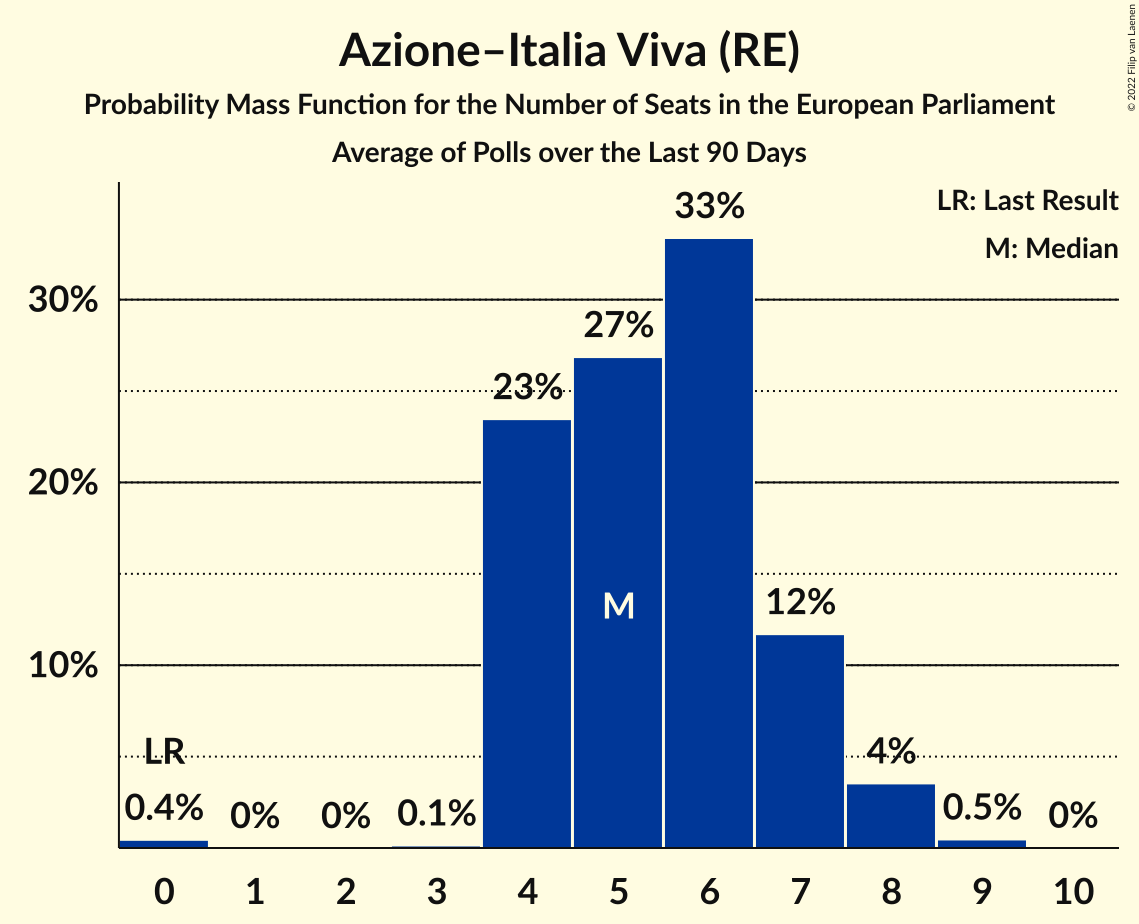 Azione–Italia Viva (RE)
Probability Mass Function for the Number of Seats in the European Parliament
Average of Polls over the Last 90 Days
© 2022 Filip van Laenen
LR: Last Result
M: Median
33%
30%
27%
23%
20%
M
12%
10%
LR
4%
0.4% 0% 0% 0.1% 0.5% 0%
0 1 2 3 4 5 6 7 8 9 10